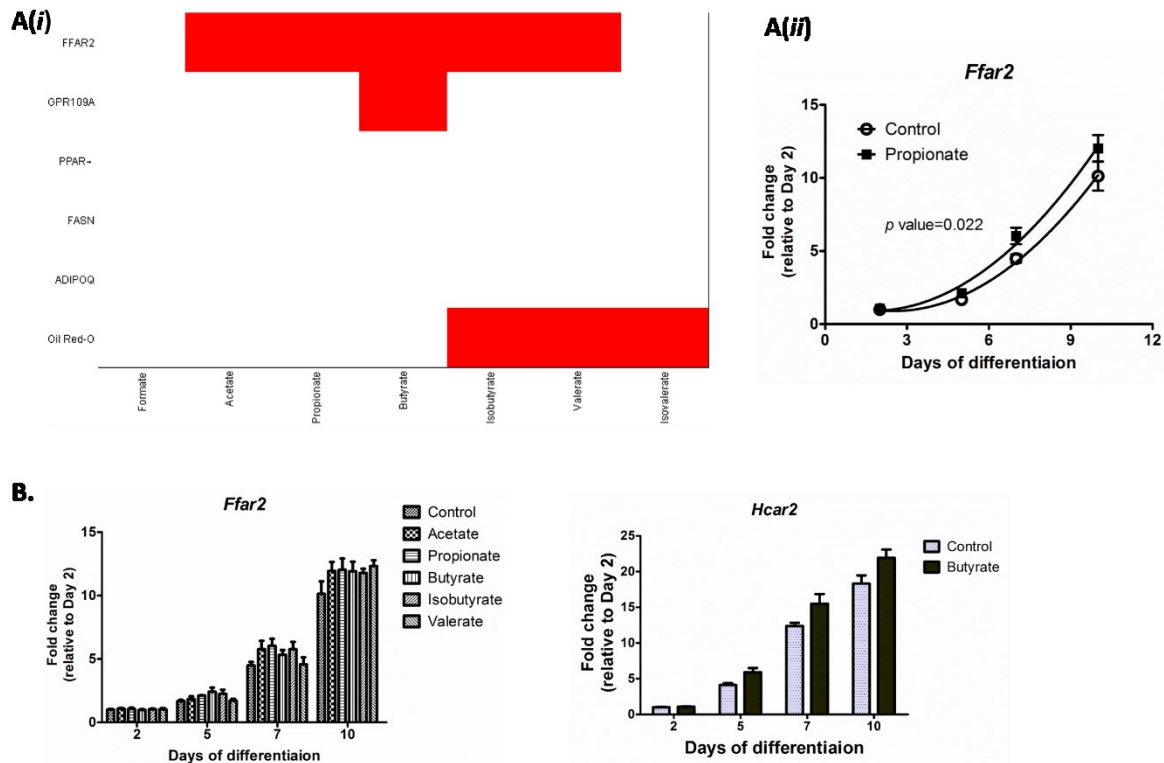 A(i)
FFAR2
GPR109A
PPAR→
FASN
ADIPOQ
Oil Red-O
Formate
Acetate
Propionate
Butyrate
Isobutyrate
Valerate
Isovalerate
A(ii)
Ffar2
Control
Propionate
p value=0.022
Fold change
(relative to Day 2)
15
10
5
0
0 3 6 9 12
Days of differentiaion
B.
Ffar2
Control
Acetate
Propionate
Butyrate
Isobutyrate
Valerate
Fold change
(relative to Day 2)
15
10
5
0
2 5 7 10
Days of differentiaion
Hcar2
Control
Butyrate
Fold change
(relative to Day 2)
25
20
15
10
5
0
2 5 7 10
Days of differentiaion